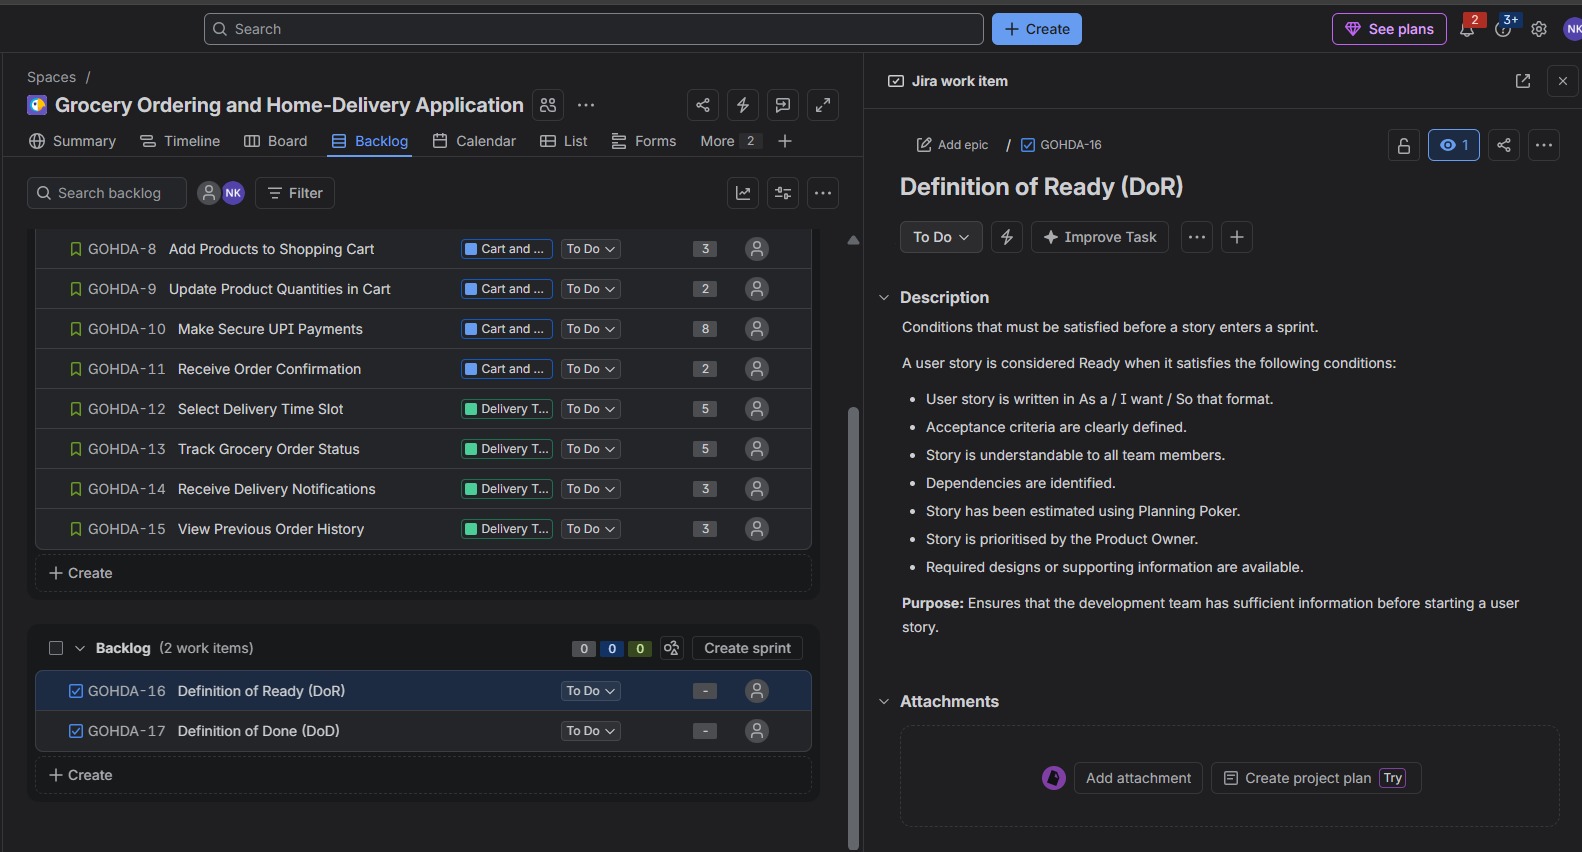 Search
Create
See plans
2
3+
NK
Spaces /
Grocery Ordering and Home-Delivery Application
Summary
Timeline
Board
Backlog
Calendar
List
Forms
More 2
Search backlog
NK
Filter
GOHDA-8 Add Products to Shopping Cart Cart and ... To Do 3
GOHDA-9 Update Product Quantities in Cart Cart and ... To Do 2
GOHDA-10 Make Secure UPI Payments Cart and ... To Do 8
GOHDA-11 Receive Order Confirmation Cart and ... To Do 2
GOHDA-12 Select Delivery Time Slot Delivery T... To Do 5
GOHDA-13 Track Grocery Order Status Delivery T... To Do 5
GOHDA-14 Receive Delivery Notifications Delivery T... To Do 3
GOHDA-15 View Previous Order History Delivery T... To Do 3
+ Create
Backlog (2 work items) 0 0 0 Create sprint
GOHDA-16 Definition of Ready (DoR) To Do -
GOHDA-17 Definition of Done (DoD) To Do -
+ Create
Jira work item
Add epic / GOHDA-16
1
Definition of Ready (DoR)
To Do
Improve Task
Description
Conditions that must be satisfied before a story enters a sprint.
A user story is considered Ready when it satisfies the following conditions:
• User story is written in As a / I want / So that format.
• Acceptance criteria are clearly defined.
• Story is understandable to all team members.
• Dependencies are identified.
• Story has been estimated using Planning Poker.
• Story is prioritised by the Product Owner.
• Required designs or supporting information are available.
Purpose: Ensures that the development team has sufficient information before starting a user
story.
Attachments
Add attachment
Create project plan Try